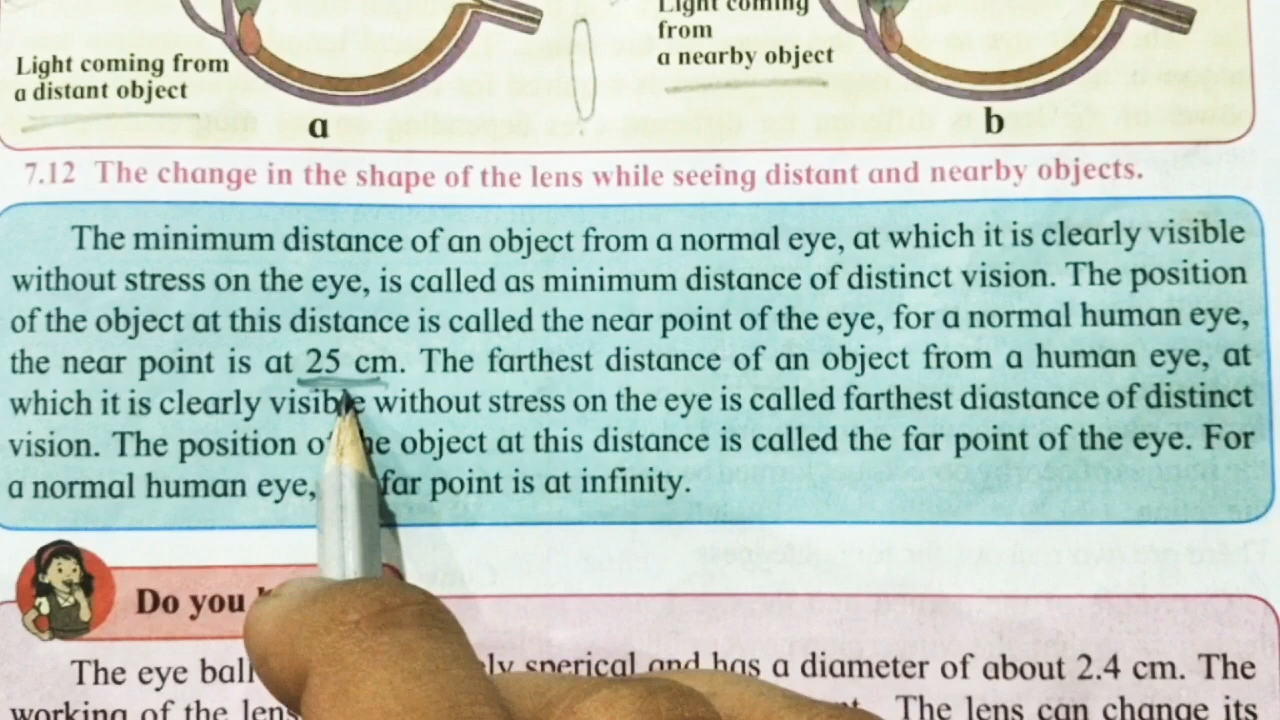 Light coming from
a distant object
a
Light coming
from
a nearby object
b
7.12 The change in the shape of the lens while seeing distant and nearby objects.
The minimum distance of an object from a normal eye, at which it is clearly visible
without stress on the eye, is called as minimum distance of distinct vision. The position
of the object at this distance is called the near point of the eye, for a normal human eye,
the near point is at 25 cm. The farthest distance of an object from a human eye, at
which it is clearly visible without stress on the eye is called farthest diastance of distinct
vision. The position of the object at this distance is called the far point of the eye. For
a normal human eye, far point is at infinity.
Do you
The eye ball sperical and has a diameter of about 2.4 cm. The
working of the lens The lens can change its